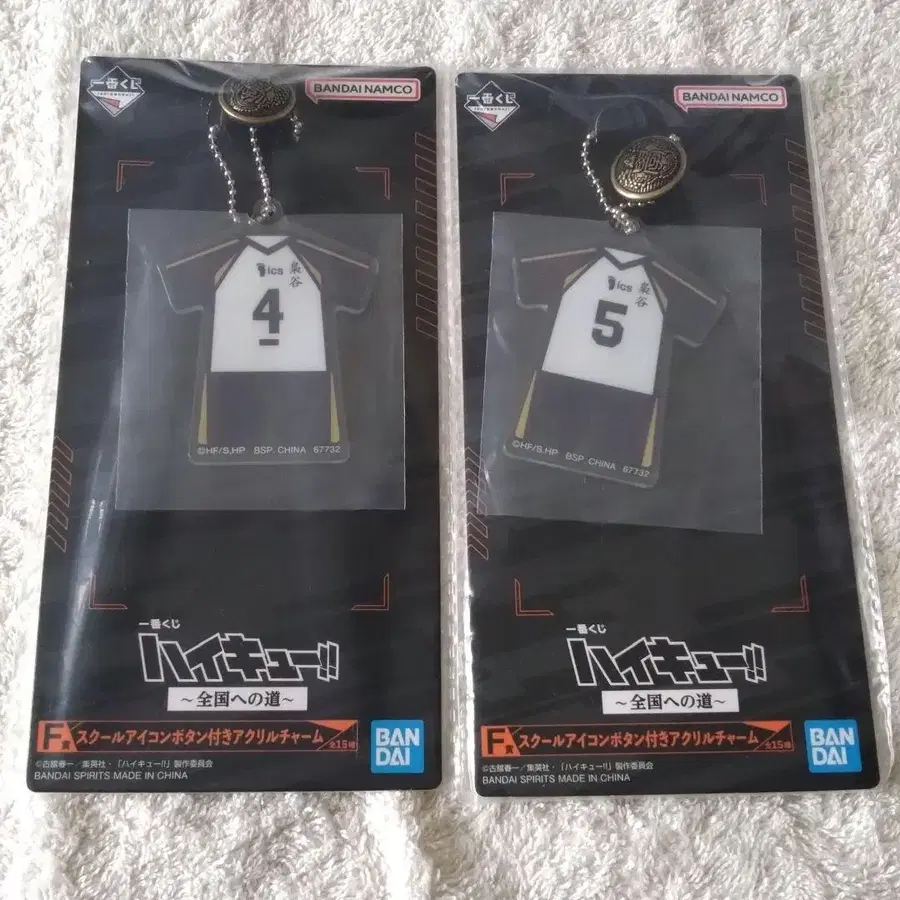 一番くじ
BANDAI NAMCO
ics
梟谷
4
©HF/S,HP BSP. CHINA 67732
一番くじ
ハイキュー!!
～全国への道～
F賞 スクールアイコンボタン付きアクリルチャーム 全15種
©古舘春一／集英社・「ハイキュー!!」製作委員会
BANDAI SPIRITS MADE IN CHINA
BAN
DAI
一番くじ
BANDAI NAMCO
ics
梟谷
5
©HF/S,HP BSP. CHINA 67732
一番くじ
ハイキュー!!
～全国への道～
F賞 スクールアイコンボタン付きアクリルチャーム 全15種
©古舘春一／集英社・「ハイキュー!!」製作委員会
BANDAI SPIRITS MADE IN CHINA
BAN
DAI